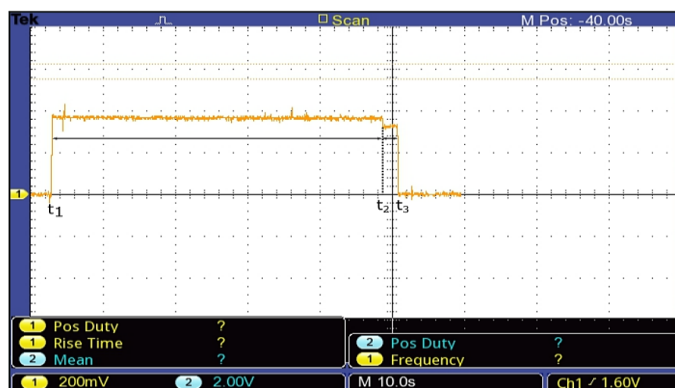 Tek Scan M Pos: -40.00s
1
t1 t2 t3
1 Pos Duty ?
1 Rise Time ?
2 Mean ?
2 Pos Duty ?
1 Frequency ?
1 200mV 2 2.00V M 10.0s Ch1 / 1.60V